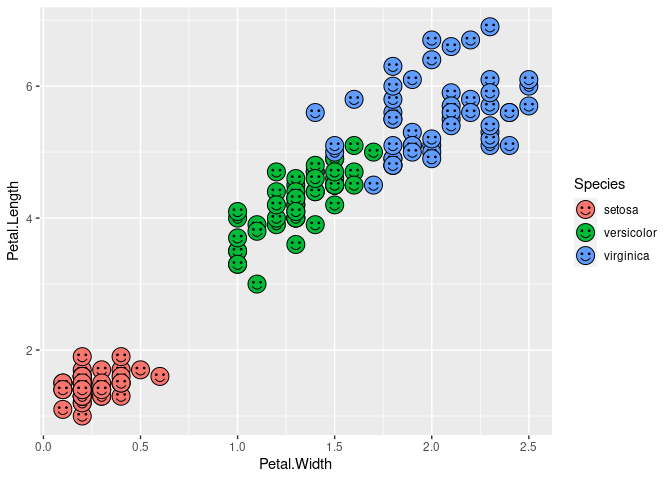 6
4
2
0.0 0.5 1.0 1.5 2.0 2.5
Petal.Width
Petal.Length
Species
setosa
versicolor
virginica